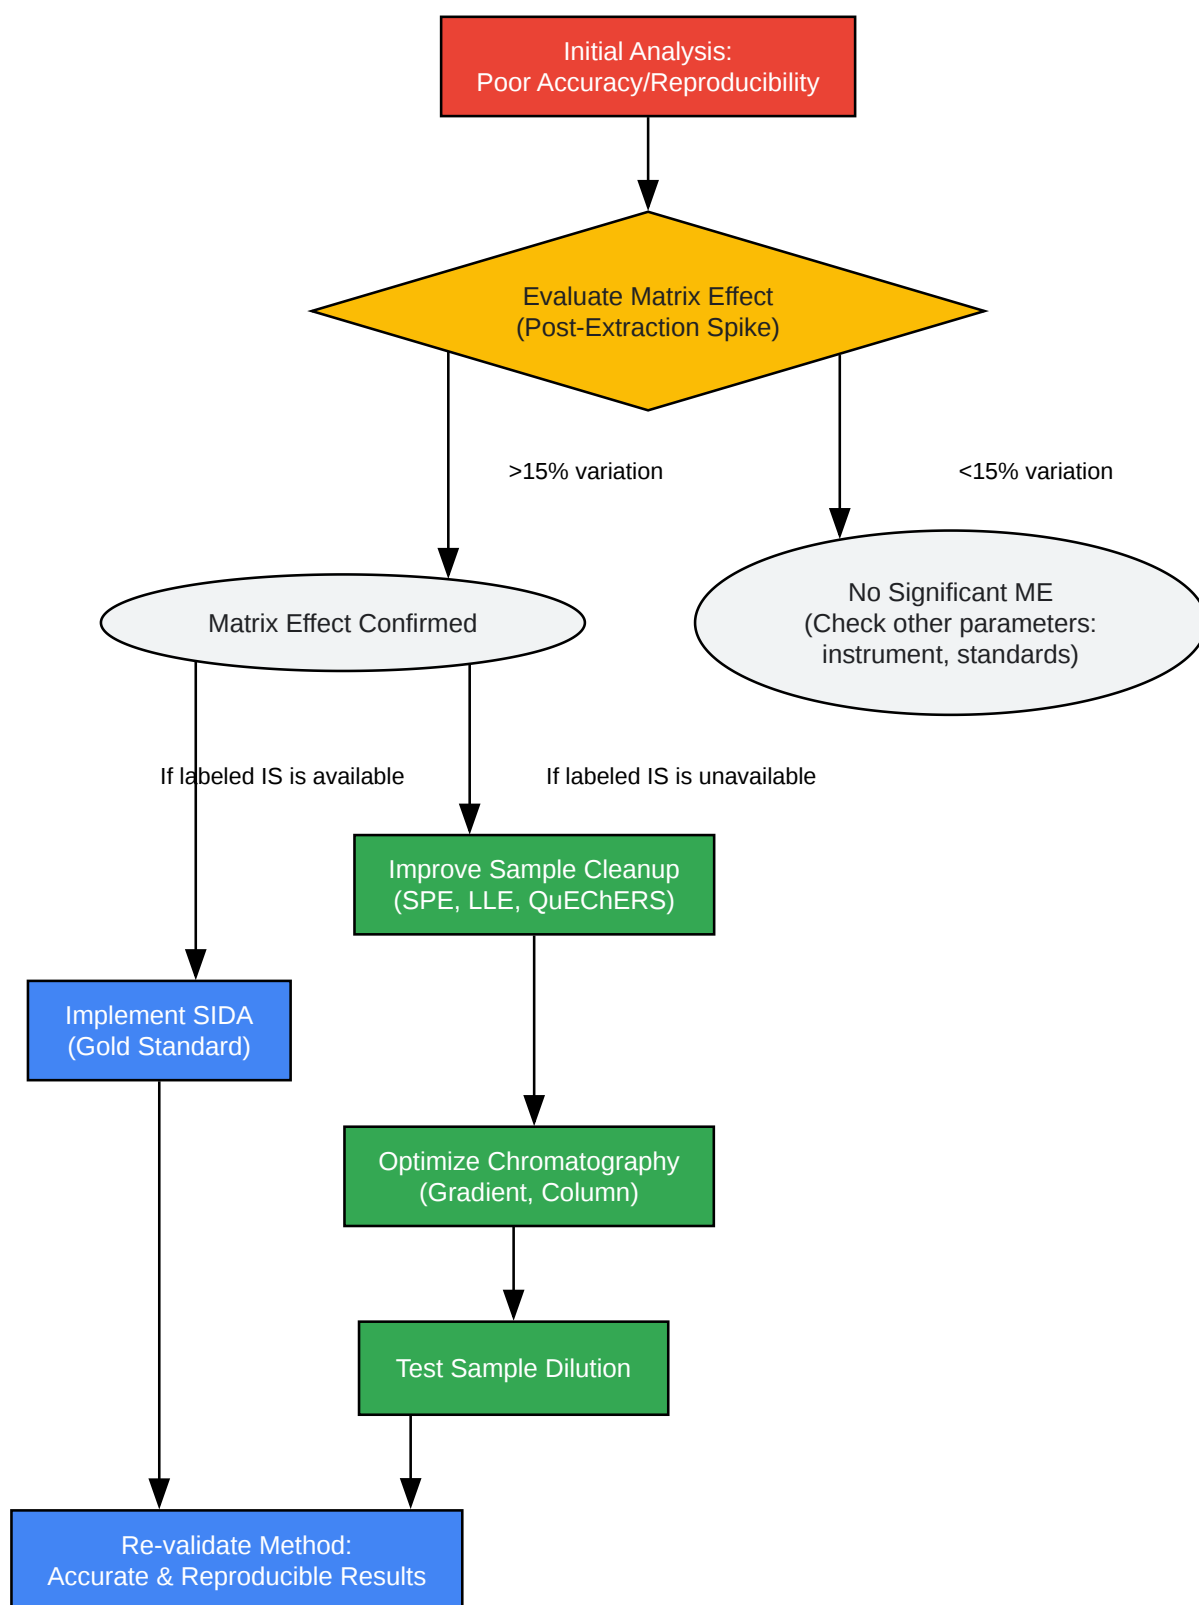 Initial Analysis:
Poor Accuracy/Reproducibility
Evaluate Matrix Effect
(Post-Extraction Spike)
>15% variation
<15% variation
Matrix Effect Confirmed
No Significant ME
(Check other parameters:
instrument, standards)
If labeled IS is available
If labeled IS is unavailable
Improve Sample Cleanup
(SPE, LLE, QuEChERS)
Implement SIDA
(Gold Standard)
Optimize Chromatography
(Gradient, Column)
Test Sample Dilution
Re-validate Method:
Accurate & Reproducible Results